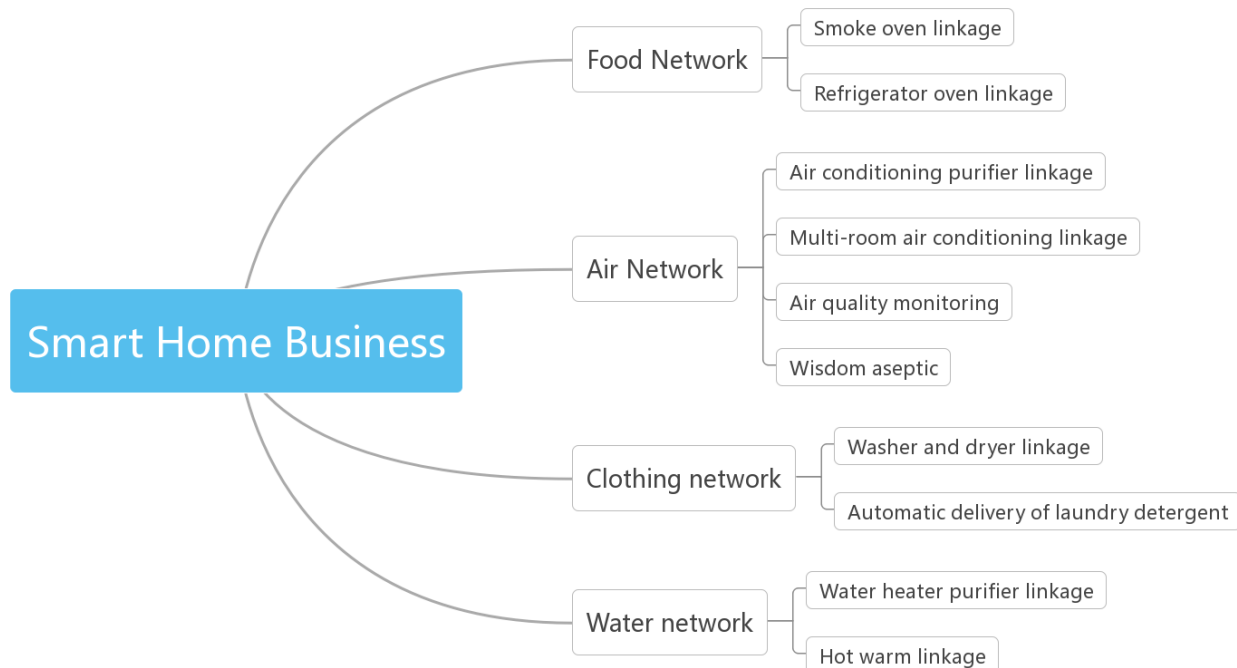 Smart Home Business
Food Network
Smoke oven linkage
Refrigerator oven linkage
Air Network
Air conditioning purifier linkage
Multi-room air conditioning linkage
Air quality monitoring
Wisdom aseptic
Clothing network
Washer and dryer linkage
Automatic delivery of laundry detergent
Water network
Water heater purifier linkage
Hot warm linkage